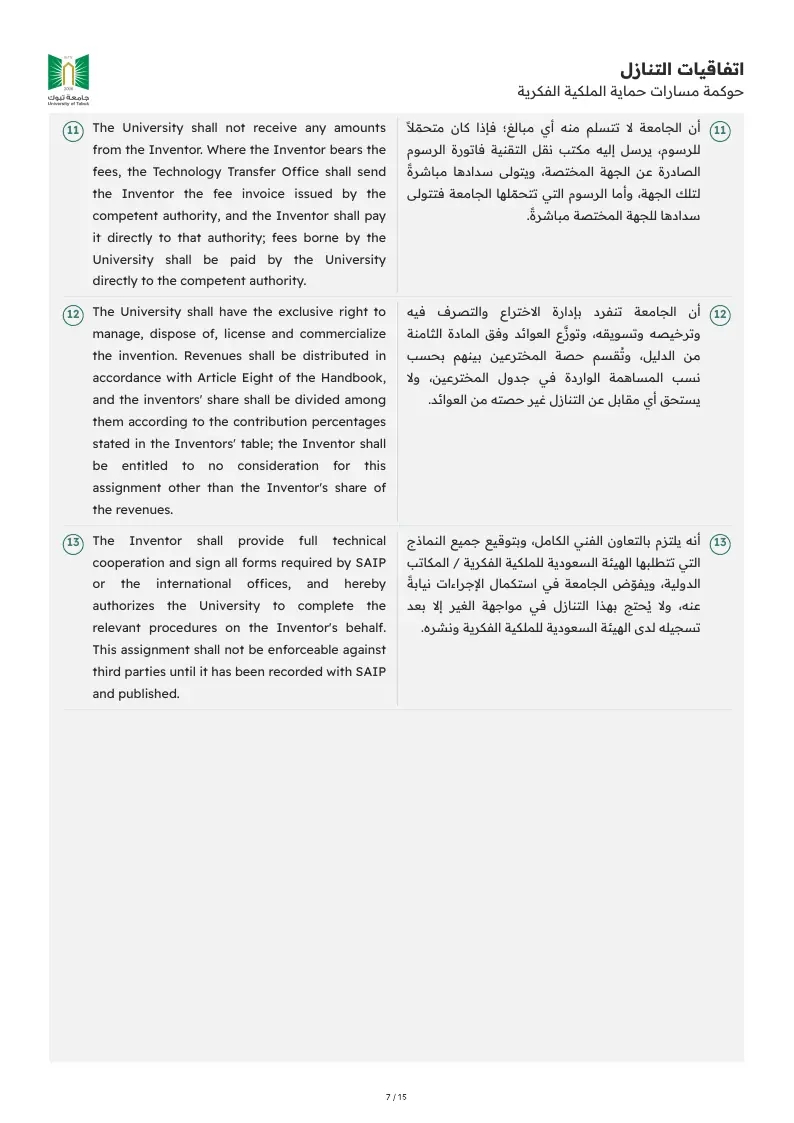 اتفاقيات التنازل
حوكمة مسارات حماية الملكية الفكرية
جامعة تبوك
University of Tabuk
11
أن الجامعة لا تتسلم منه أي مبالغ؛ فإذا كان متحمّلاً
للرسوم، يرسل إليه مكتب نقل التقنية فاتورة الرسوم
الصادرة عن الجهة المختصة، ويتولى سدادها مباشرةً
لتلك الجهة، وأما الرسوم التي تتحمّلها الجامعة فتتولى
سدادها للجهة المختصة مباشرةً.
11
The University shall not receive any amounts
from the Inventor. Where the Inventor bears the
fees, the Technology Transfer Office shall send
the Inventor the fee invoice issued by the
competent authority, and the Inventor shall pay
it directly to that authority; fees borne by the
University shall be paid by the University
directly to the competent authority.
12
أن الجامعة تنفرد بإدارة الاختراع والتصرف فيه
وترخيصه وتسويقه، وتوزَّع العوائد وفق المادة الثامنة
من الدليل، وتُقسم حصة المخترعين بينهم بحسب
نسب المساهمة الواردة في جدول المخترعين، ولا
يستحق أي مقابل عن التنازل غير حصته من العوائد.
12
The University shall have the exclusive right to
manage, dispose of, license and commercialize
the invention. Revenues shall be distributed in
accordance with Article Eight of the Handbook,
and the inventors' share shall be divided among
them according to the contribution percentages
stated in the Inventors' table; the Inventor shall
be entitled to no consideration for this
assignment other than the Inventor's share of
the revenues.
13
أنه يلتزم بالتعاون الفني الكامل، وبتوقيع جميع النماذج
التي تتطلبها الهيئة السعودية للملكية الفكرية / المكاتب
الدولية، ويفوّض الجامعة في استكمال الإجراءات نيابةً
عنه، ولا يُحتج بهذا التنازل في مواجهة الغير إلا بعد
تسجيله لدى الهيئة السعودية للملكية الفكرية ونشره.
13
The Inventor shall provide full technical
cooperation and sign all forms required by SAIP
or the international offices, and hereby
authorizes the University to complete the
relevant procedures on the Inventor's behalf.
This assignment shall not be enforceable against
third parties until it has been recorded with SAIP
and published.
7 / 15